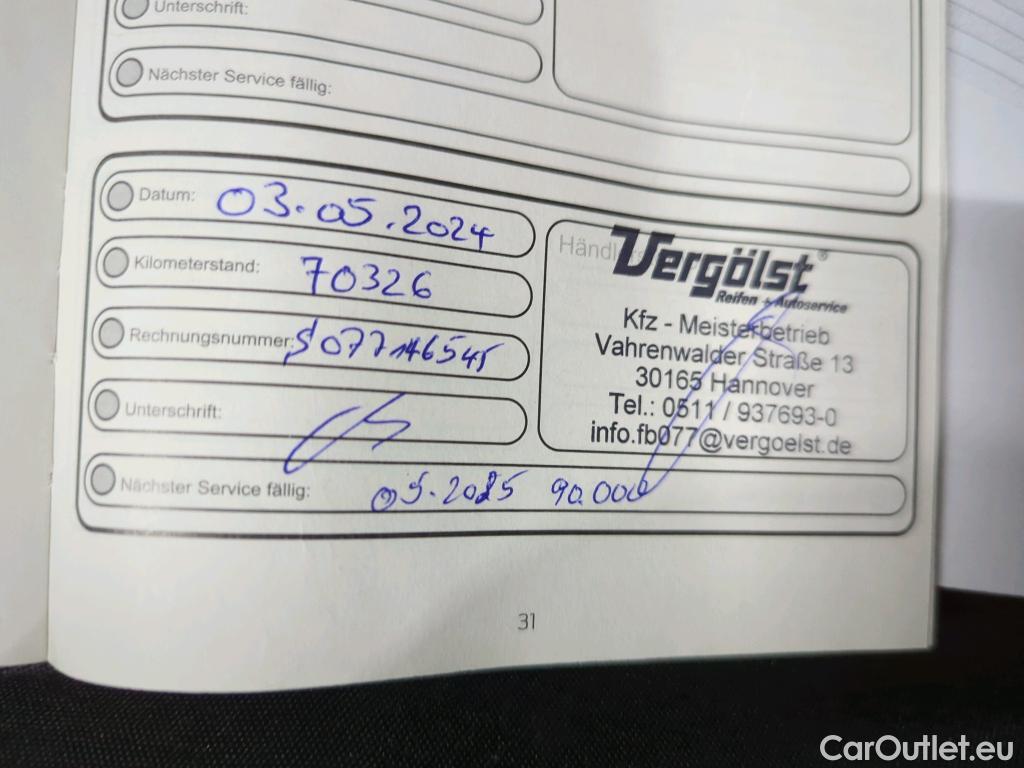 Unterschrift:
Nächster Service fällig:
Datum: 03.05.2024
Kilometerstand: 70326
Rechnungsnummer: S077146545
Unterschrift:
Händlers
Vergölst®
Reifen + Autoservice
Kfz - Meisterbetrieb
Vahrenwalder Straße 13
30165 Hannover
Tel.: 0511 / 937693-0
info.fb077@vergoelst.de
Nächster Service fällig: 05.2025 90.000
31
CarOutlet.eu